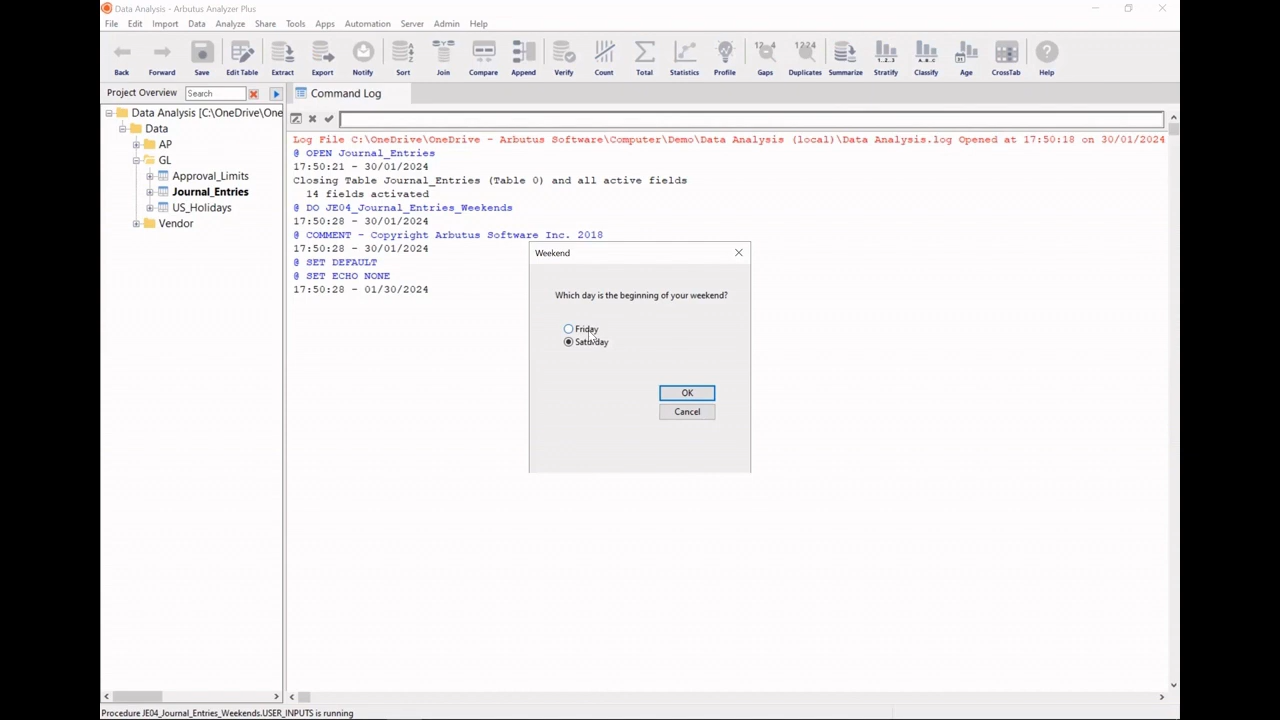 Data Analysis - Arbutus Analyzer Plus
File Edit Import Data Analyze Share Tools Apps Automation Server Admin Help
Back Forward Save Edit Table Extract Export Notify Sort Join Compare Append Verify Count Total Statistics Profile Gaps Duplicates Summarize Stratify Classify Age CrossTab Help
Project Overview Search
Command Log
Data Analysis [C:\OneDrive\One
Data
AP
GL
Approval_Limits
Journal_Entries
US_Holidays
Vendor
Log File C:\OneDrive\OneDrive - Arbutus Software\Computer\Demo\Data Analysis (local)\Data Analysis.log Opened at 17:50:18 on 30/01/2024
@ OPEN Journal_Entries
17:50:21 - 30/01/2024
Closing Table Journal_Entries (Table 0) and all active fields
14 fields activated
@ DO JE04_Journal_Entries_Weekends
17:50:28 - 30/01/2024
@ COMMENT - Copyright Arbutus Software Inc. 2018
17:50:28 - 30/01/2024
@ SET DEFAULT
@ SET ECHO NONE
17:50:28 - 01/30/2024
Weekend
Which day is the beginning of your weekend?
Friday
Saturday
OK
Cancel
Procedure JE04_Journal_Entries_Weekends.USER_INPUTS is running